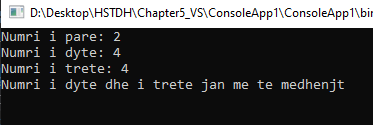 D:\Desktop\HSTDH\Chapter5_VS\ConsoleApp1\ConsoleApp1\bin
Numri i pare: 2
Numri i dyte: 4
Numri i trete: 4
Numri i dyte dhe i trete jan me te medhenjt